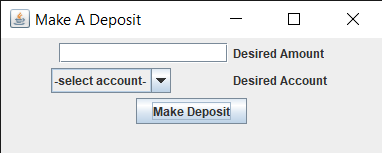 Make A Deposit
Desired Amount
-select account- Desired Account
Make Deposit